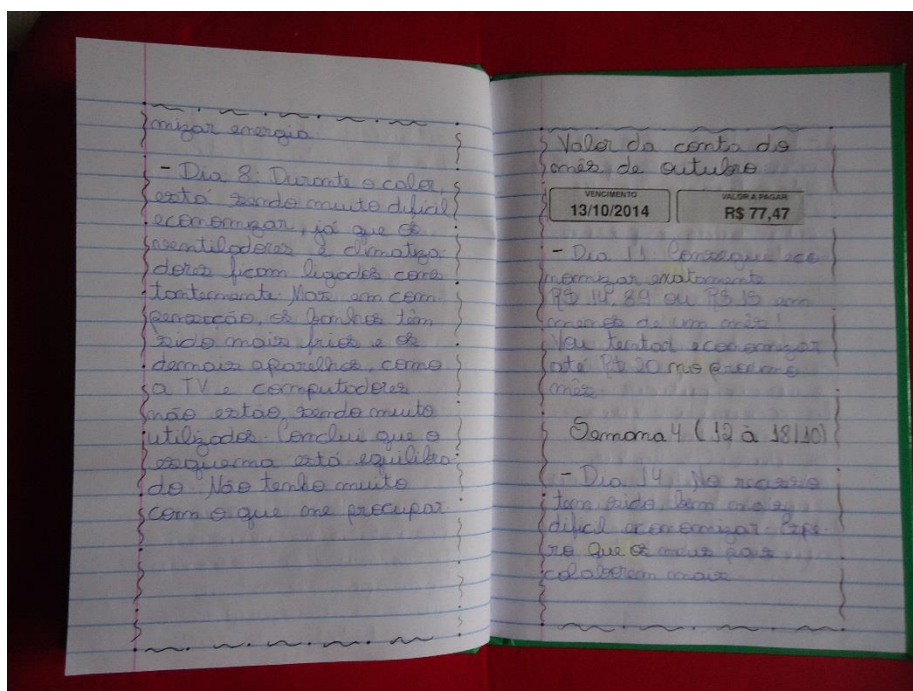 mizar energia
- Dia 8: Durante o calor,
está sendo muito difícil
economizar, já que os
ventiladores e climatiza
dores ficam ligados cons
tantemente. Mas em com
pensação, os banhos têm
sido mais frios e os
demais aparelhos, como
a TV e computadores
não estão, sendo muito
utilizados. Conclui que o
esquema está equilibra-
do. Não tenho muito
com o que me procupar.
Valor da conta do
mês de outubro
VENCIMENTO
13/10/2014
VALOR A PAGAR
R$ 77,47
- Dia 11: Consegui eco
nomizar exatamente
R$ 14,89 ou R$ 15 em
menos de um mês!
Vou tentar economizar
até R$ 20 no próximo
mês.
Semana 4 (12 à 18/10)
- Dia 14: No
tem sido bem mais
difícil economizar. Espe-
ro que os meus pais
colaborem mais